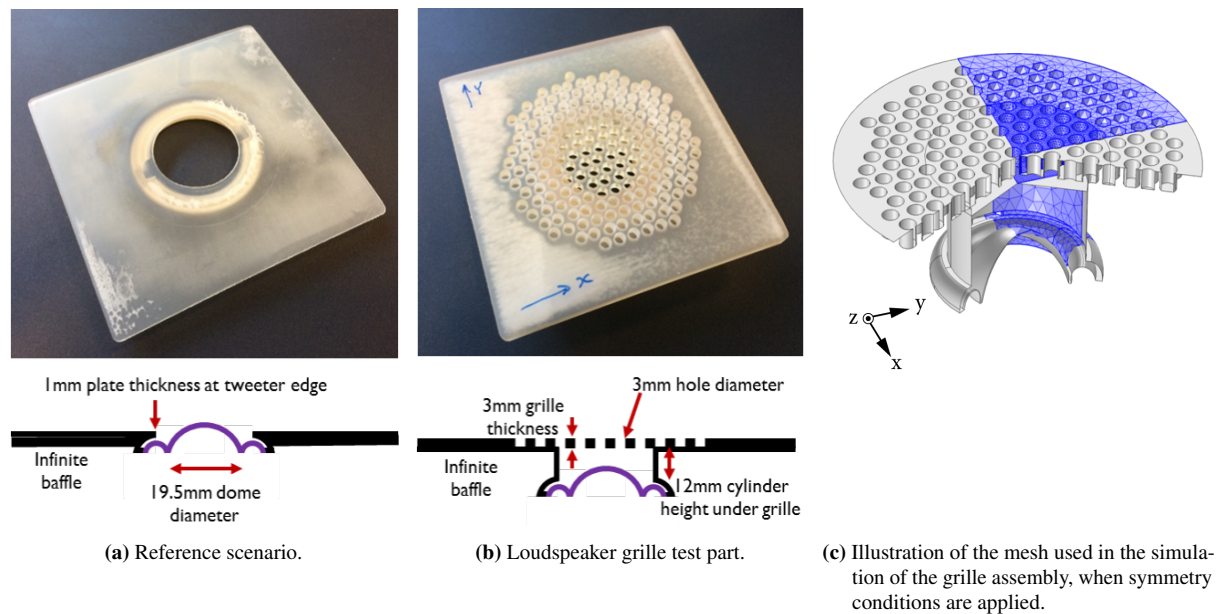 Y
X
1mm plate thickness at tweeter edge
Infinite
baffle
19.5mm dome
diameter
(a) Reference scenario.
3mm hole diameter
3mm grille
thickness
Infinite
baffle
12mm cylinder
height under grille
(b) Loudspeaker grille test part.
z
y
x
(c) Illustration of the mesh used in the simula-
tion of the grille assembly, when symmetry
conditions are applied.